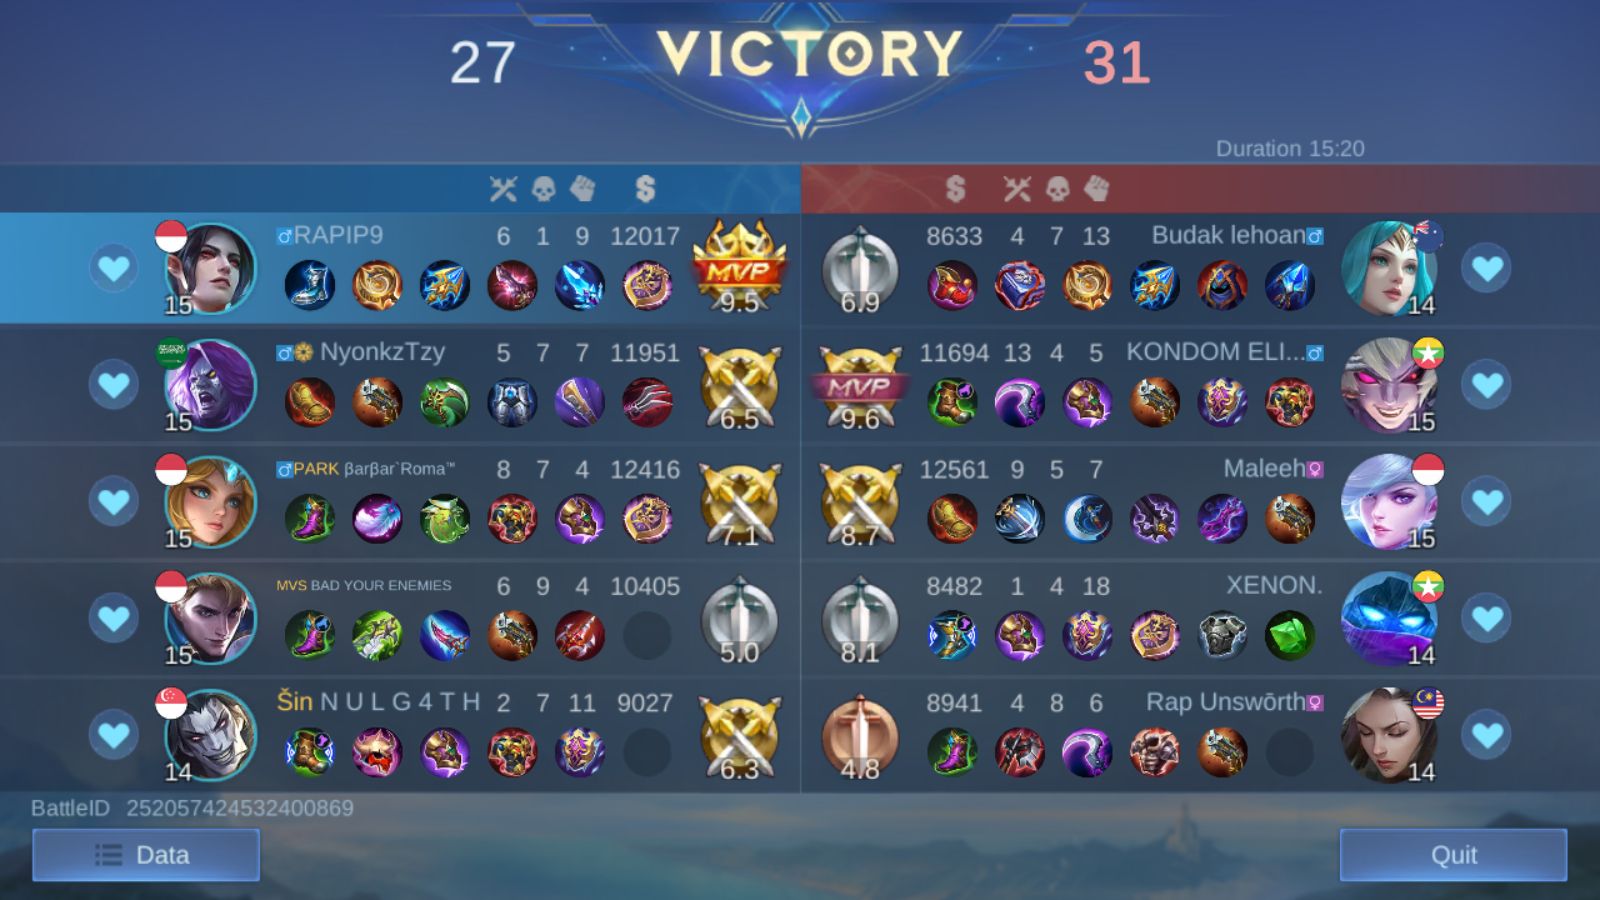 27 VICTORY 31
Duration 15:20
♂RAPIP9 6 1 9 12017 MVP 9.5 15
6.9 8633 4 7 13 Budak lehoan♂ 14
♂ NyonkzTzy 5 7 7 11951 6.5 15
MVP 9.6 11694 13 4 5 KONDOM ELI...♂ 15
♂PARK βarβar`Roma™ 8 7 4 12416 7.1 15
8.7 12561 9 5 7 Maleeh♀ 15
MVS BAD YOUR ENEMIES 6 9 4 10405 5.0 15
8.1 8482 1 4 18 XENON. 14
Šin N U L G 4 T H 2 7 11 9027 6.3 14
4.8 8941 4 8 6 Rap Unswōrth♀ 14
BattleID 252057424532400869
Data
Quit